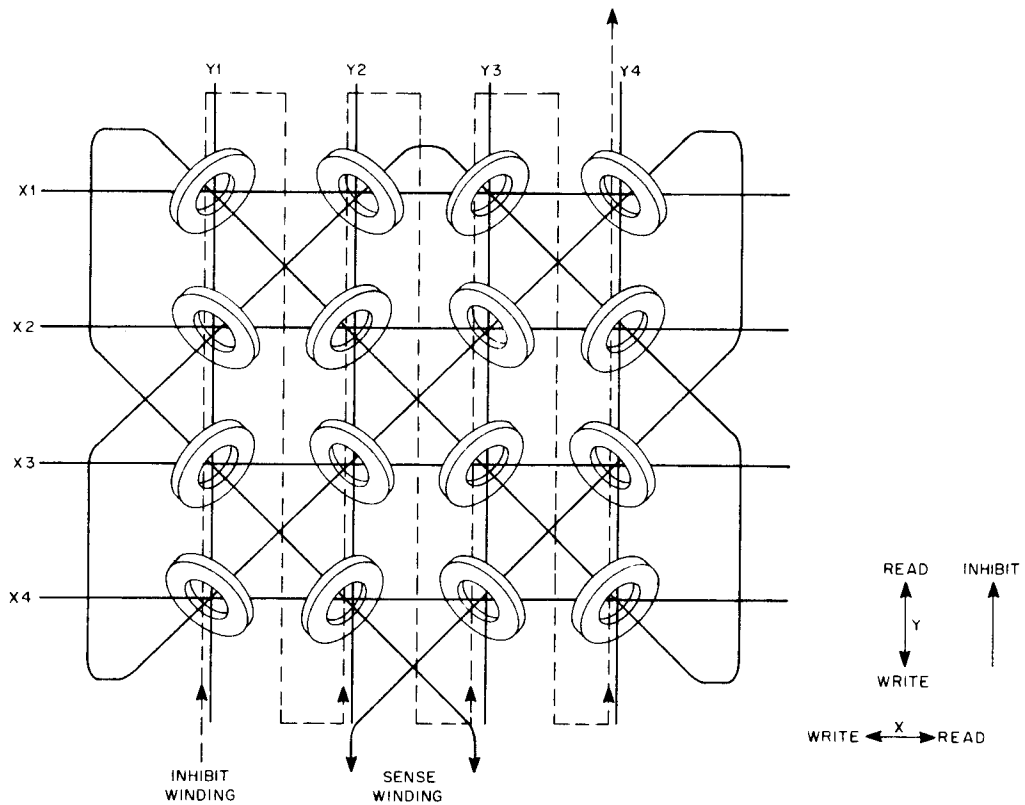 Y1
Y2
Y3
Y4
X1
X2
X3
X4
INHIBIT
WINDING
SENSE
WINDING
READ
INHIBIT
Y
WRITE
WRITE
X
READ